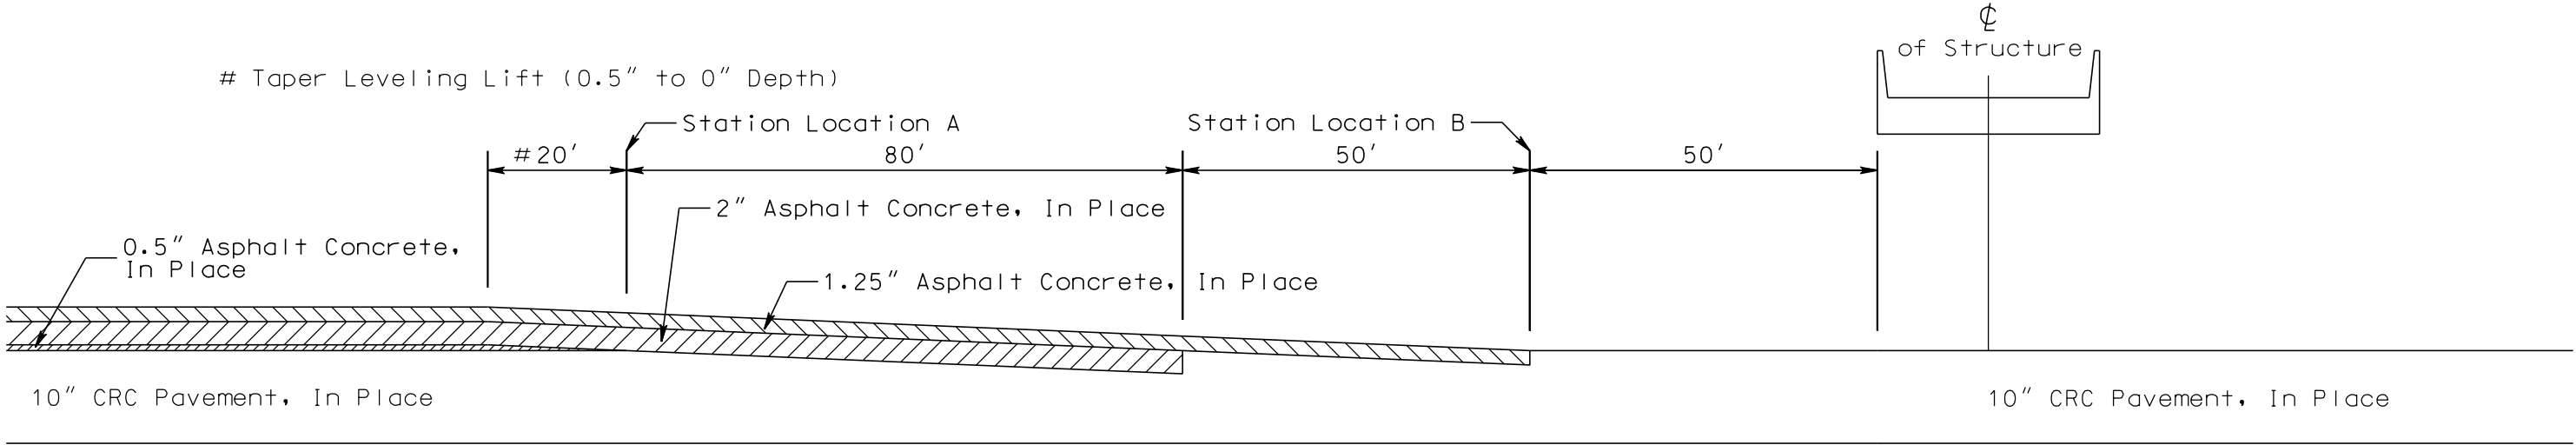 ℄
of Structure
# Taper Leveling Lift (0.5" to 0" Depth)
Station Location A
Station Location B
#20'
80'
50'
50'
2" Asphalt Concrete, In Place
0.5" Asphalt Concrete,
In Place
1.25" Asphalt Concrete, In Place
10" CRC Pavement, In Place
10" CRC Pavement, In Place